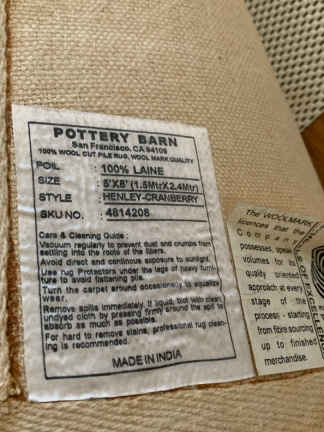 POTTERY BARN
San Francisco, CA 94109
100% WOOL CUT PILE RUG, WOOL MARK QUALITY
POIL : 100% LAINE
SIZE : 5'X8' (1.5MtrX2.4Mtr)
STYLE : HENLEY-CRANBERRY
SKU NO. : 4814208
Care & Cleaning Guide :
Vacuum regularly to prevent dust and crumbs from
settling into the roots of the fibers.
Avoid direct and continous exposure to sunlight.
Use rug Protectors under the legs of heavy furni-
ture to avoid flattening pile.
Turn the carpet around occasionally to equalize
wear.
Remove spills immediately. If liquid, blot with clean,
undyed cloth by pressing firmly around the spill to
absorb as much as possible.
For hard to remove stains, professional rug clean-
ing is recommended.
MADE IN INDIA
The WOOLMARK
licences that the
Company
possesses, speaks
volumes for its
quality oriented
approach at every
stage of the
process - starting
from fibre sourcing
up to finished
merchandise.